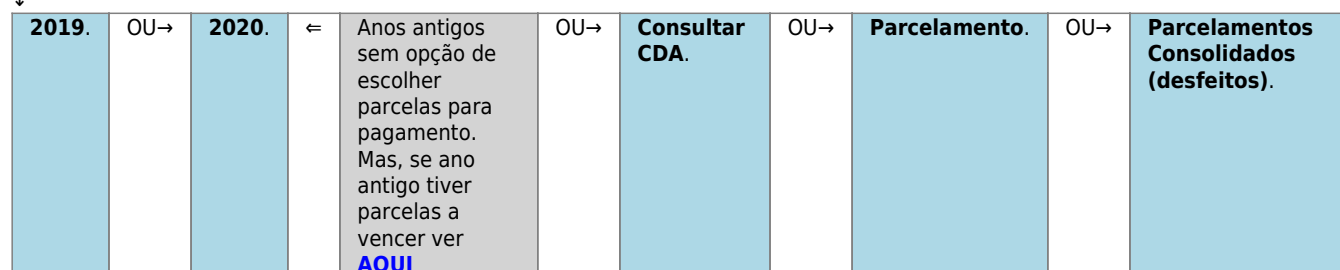 ↓
2019.
OU→
2020.
⇐
Anos antigos
sem opção de
escolher
parcelas para
pagamento.
Mas, se ano
antigo tiver
parcelas a
vencer ver
AQUI
OU→
Consultar
CDA.
OU→
Parcelamento.
OU→
Parcelamentos
Consolidados
(desfeitos).